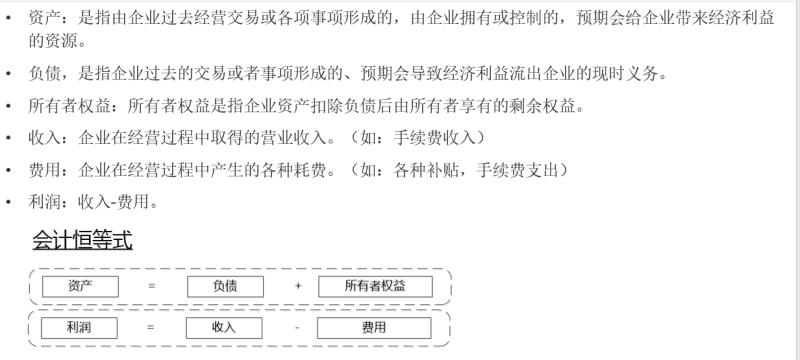 • 资产：是指由企业过去经营交易或各项事项形成的，由企业拥有或控制的，预期会给企业带来经济利益
的资源。
• 负债，是指企业过去的交易或者事项形成的、预期会导致经济利益流出企业的现时义务。
• 所有者权益：所有者权益是指企业资产扣除负债后由所有者享有的剩余权益。
• 收入：企业在经营过程中取得的营业收入。（如：手续费收入）
• 费用：企业在经营过程中产生的各种耗费。（如：各种补贴，手续费支出）
• 利润：收入-费用。
会计恒等式
资产 = 负债 + 所有者权益
利润 = 收入 - 费用